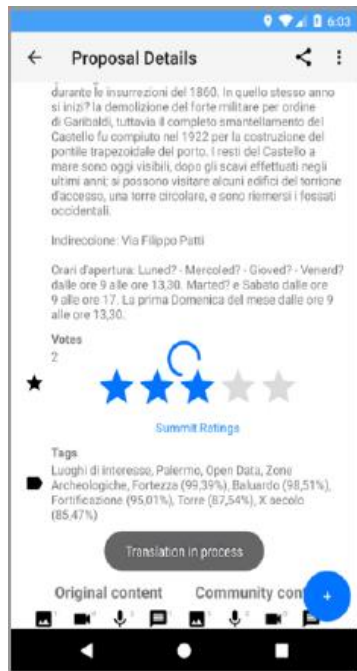 6:03
Proposal Details
durante le insurrezioni del 1860. In quello stesso anno
si inizi? la demolizione del forte militare per ordine
di Garibaldi, tuttavia il completo smantellamento del
Castello fu compiuto nel 1922 per la costruzione del
pontile trapezoidale del porto. I resti del Castello a
mare sono oggi visibili, dopo gli scavi effettuati negli
ultimi anni; si possono visitare alcuni edifici del torrione
d'accesso, una torre circolare, e sono riemersi i fossati
occidentali.
Indireccione: Via Filippo Patti
Orari d'apertura: Luned? - Mercoled? - Gioved? - Venerd?
dalle ore 9 alle ore 13,30. Marted? e Sabato dalle ore
9 alle ore 17. La prima Domenica del mese dalle ore 9
alle ore 13,30.
Votes
2
Summit Ratings
Tags
Luoghi di interesse, Palermo, Open Data, Zone
Archeologiche, Fortezza (99,39%), Baluardo (98,51%),
Fortificazione (95,01%), Torre (87,54%), X secolo
(85,47%)
Translation in process
Original content Community con
+